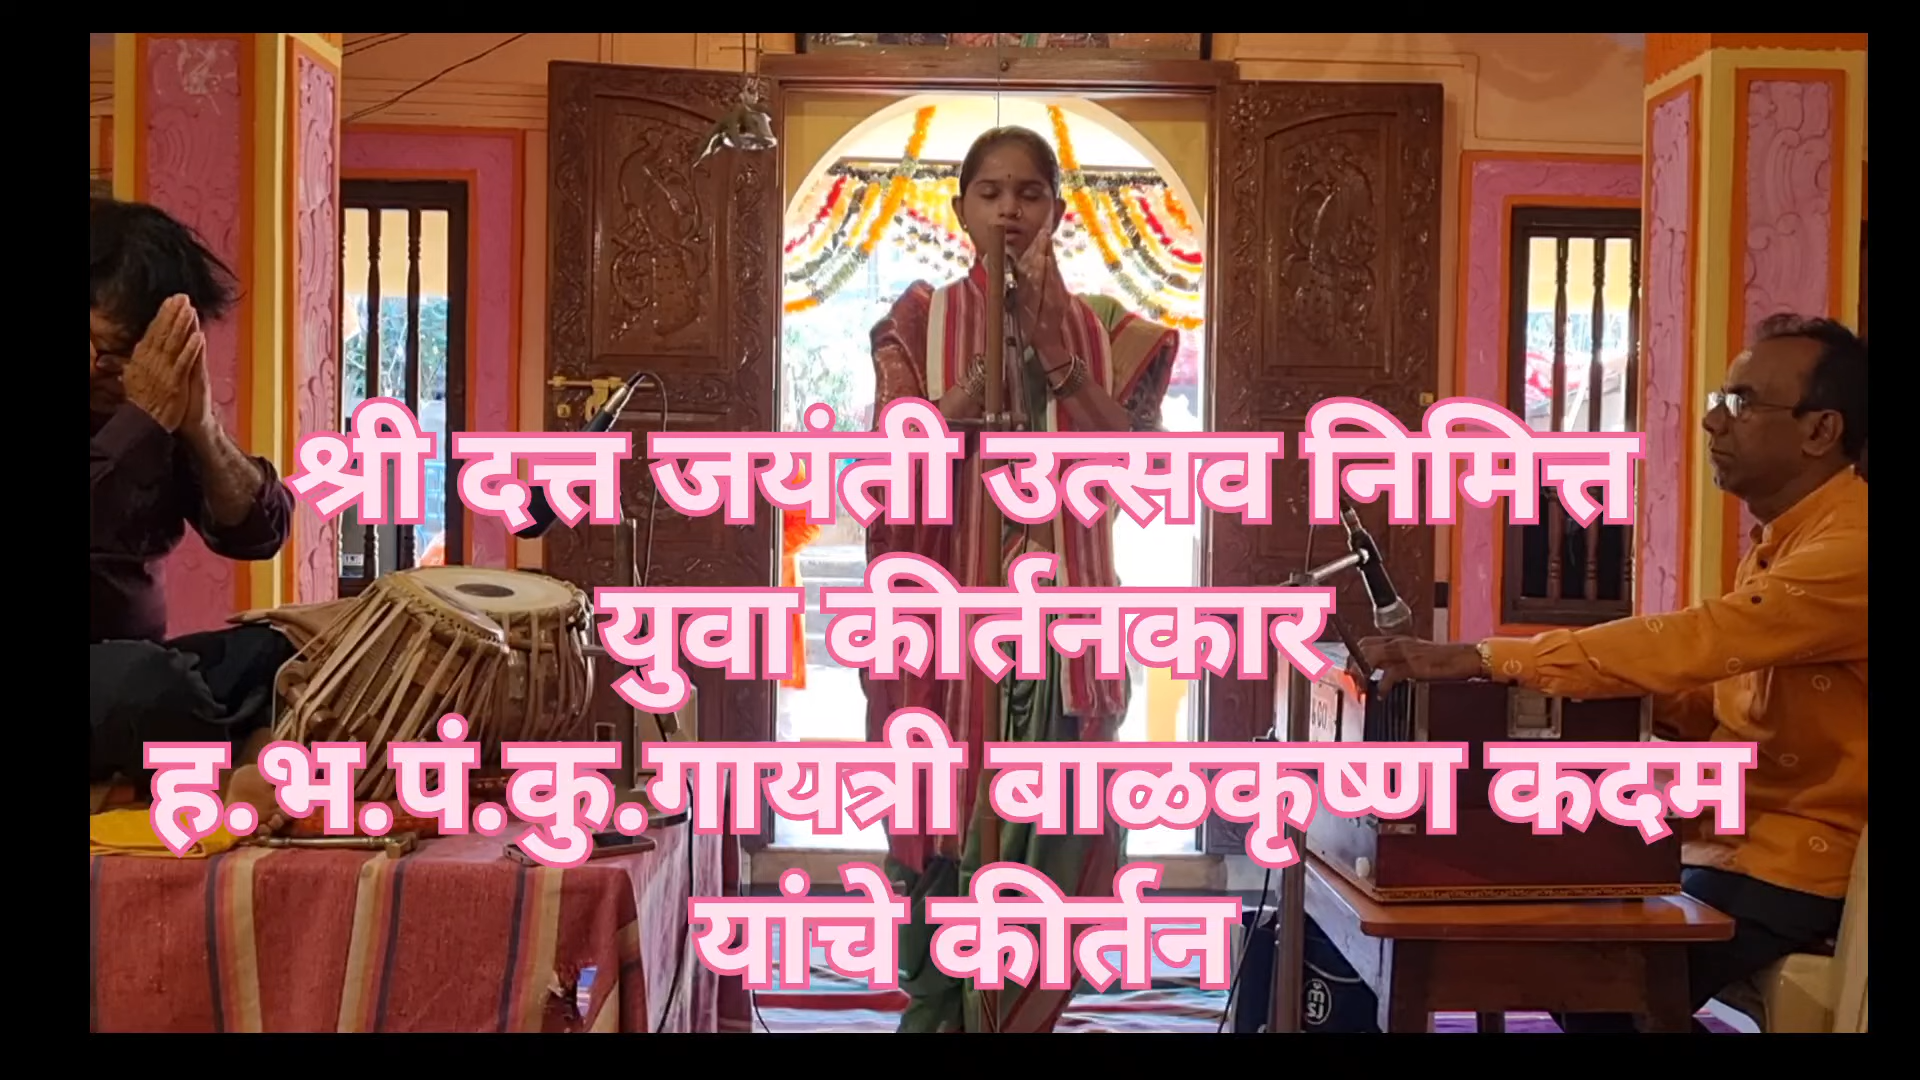 श्री दत्त जयंती उत्सव निमित्त
युवा कीर्तनकार
ह.भ.पं.कु.गायत्री बाळकृष्ण कदम
यांचे कीर्तन